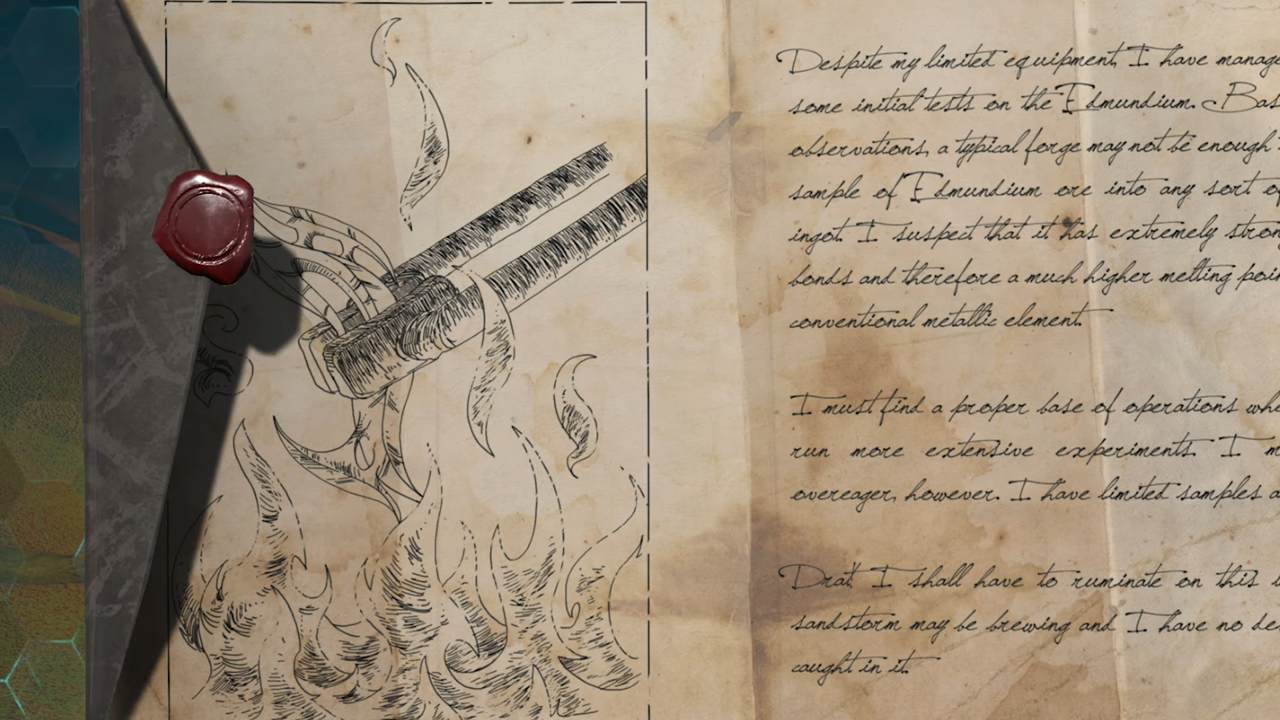 Despite my limited equipment, I have manage
some initial tests on the Edmundium. Bas
observations, a typical forge may not be enough
sample of Edmundium ore into any sort of
ingot. I suspect that it has extremely stron
bonds and therefore a much higher melting poin
conventional metallic element.
I must find a proper base of operations whe
run more extensive experiments. I m
overeager, however. I have limited samples a
Drat. I shall have to ruminate on this
sandstorm may be brewing and I have no de
caught in it.